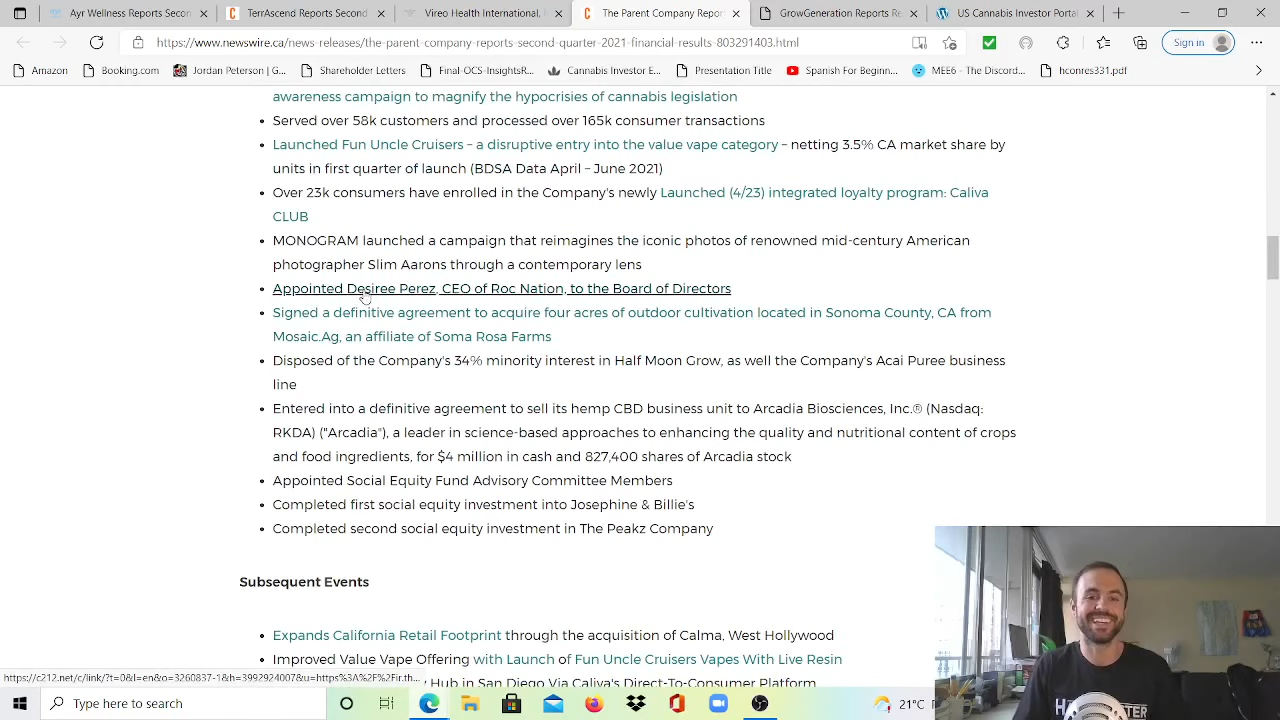 Ayr Wellness Reports Secon
TerrAscend Reports Second
Vireo Health International, I
The Parent Company Repor
GrowGeneration Reports Re
US Cannabis Investor Portal
https://www.newswire.ca/news-releases/the-parent-company-reports-second-quarter-2021-financial-results-803291403.html
Sign in
Amazon
Booking.com
Jordan Peterson | G...
Shareholder Letters
Final-OCS-InsightsR...
Cannabis Investor E...
Presentation Title
Spanish For Beginn...
MEE6 - The Discord...
hconres331.pdf
awareness campaign to magnify the hypocrisies of cannabis legislation
Served over 58k customers and processed over 165k consumer transactions
Launched Fun Uncle Cruisers – a disruptive entry into the value vape category – netting 3.5% CA market share by
units in first quarter of launch (BDSA Data April – June 2021)
Over 23k consumers have enrolled in the Company's newly Launched (4/23) integrated loyalty program: Caliva
CLUB
MONOGRAM launched a campaign that reimagines the iconic photos of renowned mid-century American
photographer Slim Aarons through a contemporary lens
Appointed Desiree Perez, CEO of Roc Nation, to the Board of Directors
Signed a definitive agreement to acquire four acres of outdoor cultivation located in Sonoma County, CA from
Mosaic.Ag, an affiliate of Soma Rosa Farms
Disposed of the Company's 34% minority interest in Half Moon Grow, as well the Company's Acai Puree business
line
Entered into a definitive agreement to sell its hemp CBD business unit to Arcadia Biosciences, Inc.® (Nasdaq:
RKDA) ("Arcadia"), a leader in science-based approaches to enhancing the quality and nutritional content of crops
and food ingredients, for $4 million in cash and 827,400 shares of Arcadia stock
Appointed Social Equity Fund Advisory Committee Members
Completed first social equity investment into Josephine & Billie's
Completed second social equity investment in The Peakz Company
Subsequent Events
Expands California Retail Footprint through the acquisition of Calma, West Hollywood
Improved Value Vape Offering with Launch of Fun Uncle Cruisers Vapes With Live Resin
Hub in San Diego Via Caliva's Direct-To-Consumer Platform
Type here to search
21°C